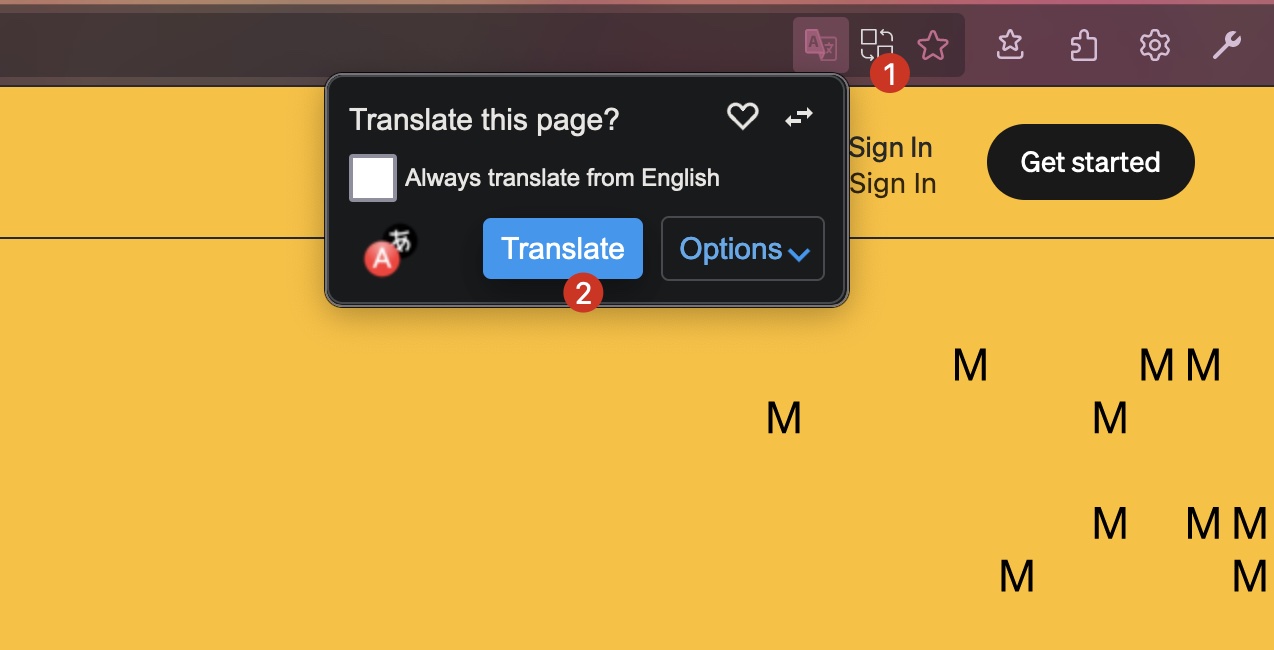 1
Translate this page?
Always translate from English
A あ
Translate
Options
2
Sign In
Sign In
Get started
M M M
M M
M M M
M M